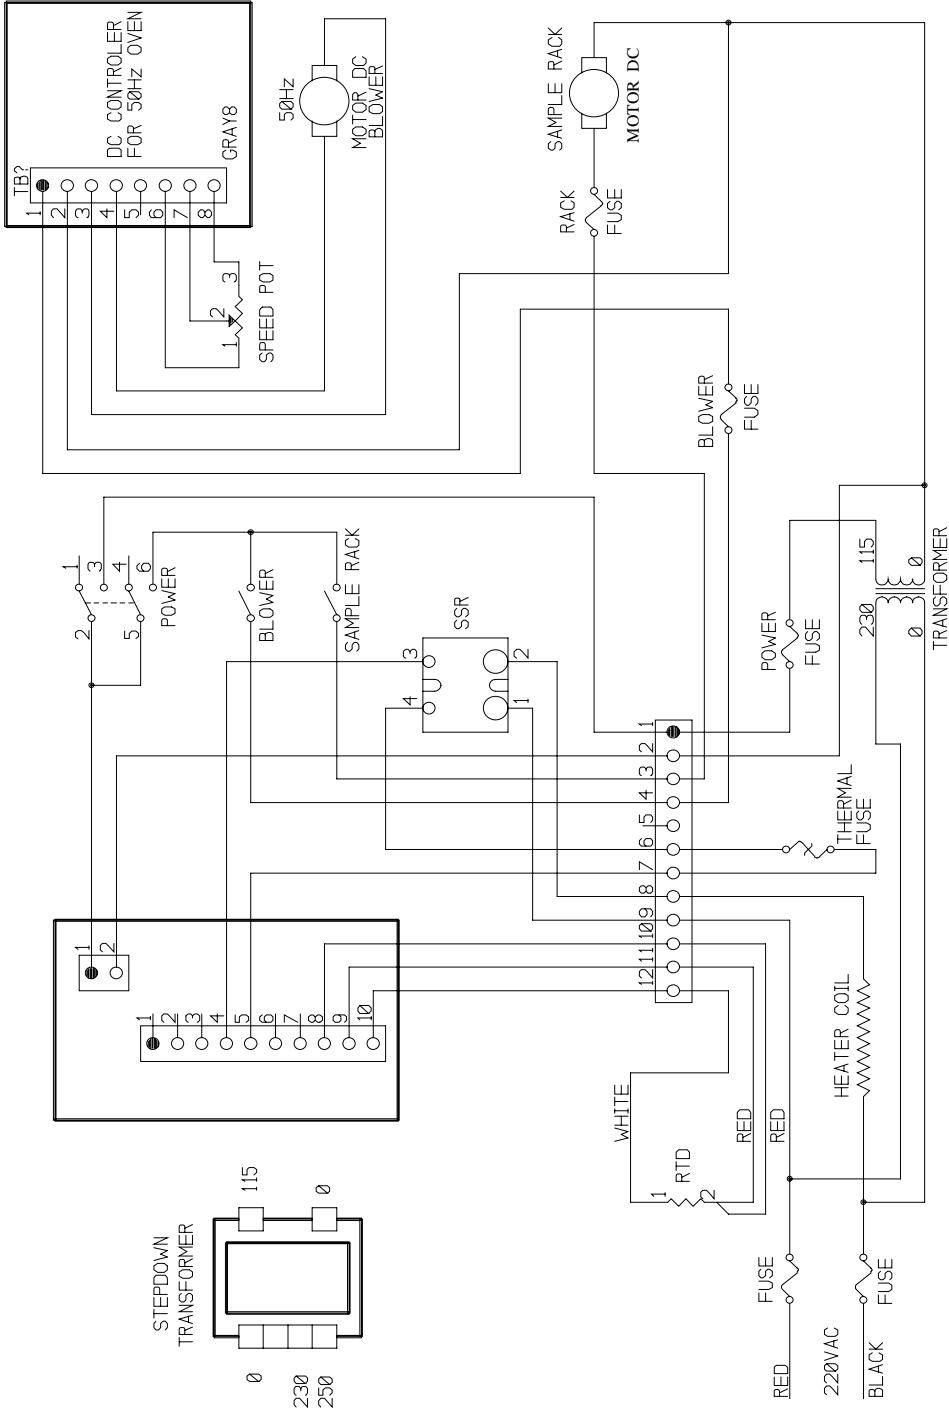 TB?
1
2
3
4
5
6
7
8
DC CONTROLER
FOR 50Hz OVEN
GRAY8
50Hz
MOTOR DC
BLOWER
SPEED POT
1
2
3
SAMPLE RACK
MOTOR DC
RACK
FUSE
BLOWER
FUSE
1
3
4
6
2
5
POWER
BLOWER
SAMPLE RACK
SSR
3
4
2
1
POWER
FUSE
115
0
230
0
TRANSFORMER
1
2
3
4
5
6
7
8
9
10
11
12
THERMAL
FUSE
1
2
1
2
3
4
5
6
7
8
9
10
HEATER COIL
WHITE
RED
RED
RTD
1
2
STEPDOWN
TRANSFORMER
115
0
0
230
250
FUSE
FUSE
RED
220VAC
BLACK